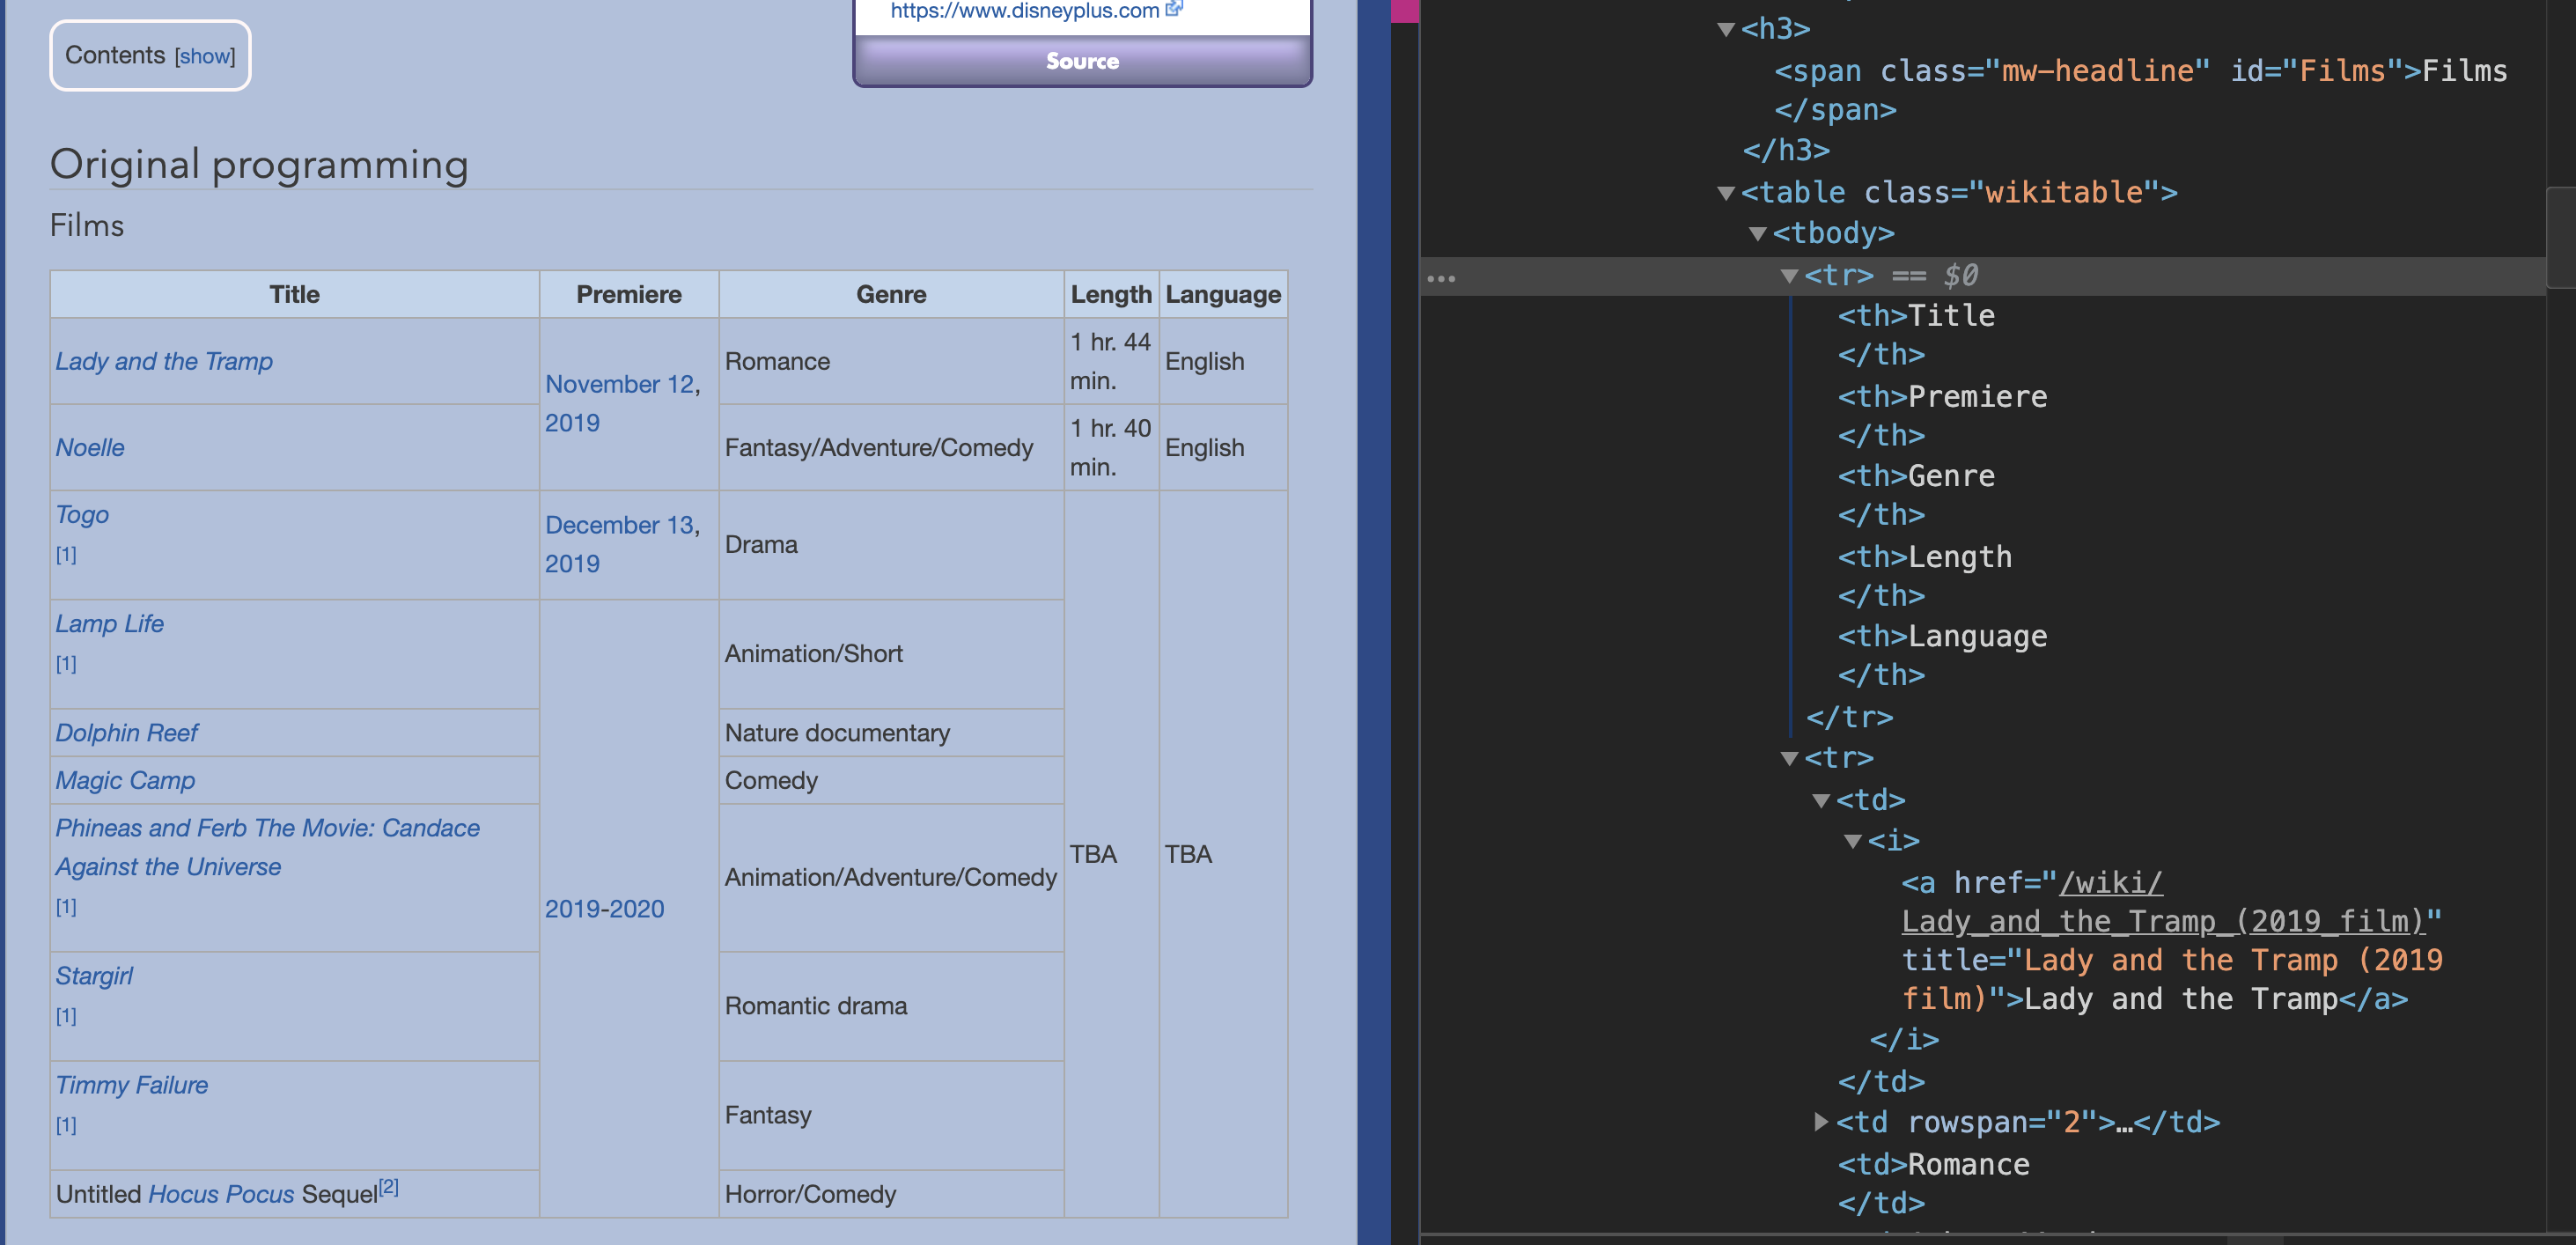 https://www.disneyplus.com
Source
Contents [show]
Original programming
Films
Title Premiere Genre Length Language
Lady and the Tramp
November 12,
2019
Romance
1 hr. 44
min.
English
Noelle
Fantasy/Adventure/Comedy
1 hr. 40
min.
English
Togo
[1]
December 13,
2019
Drama
TBA
TBA
Lamp Life
[1]
2019-2020
Animation/Short
Dolphin Reef
Nature documentary
Magic Camp
Comedy
Phineas and Ferb The Movie: Candace
Against the Universe
[1]
Animation/Adventure/Comedy
Stargirl
[1]
Romantic drama
Timmy Failure
[1]
Fantasy
Untitled Hocus Pocus Sequel[2]
Horror/Comedy
▼<h3>
<span class="mw-headline" id="Films">Films
</span>
</h3>
▼<table class="wikitable">
▼<tbody>
... ▼<tr> == $0
<th>Title
</th>
<th>Premiere
</th>
<th>Genre
</th>
<th>Length
</th>
<th>Language
</th>
</tr>
▼<tr>
▼<td>
▼<i>
<a href="/wiki/
Lady_and_the_Tramp_(2019_film)"
title="Lady and the Tramp (2019
film)">Lady and the Tramp</a>
</i>
</td>
▶<td rowspan="2">…</td>
<td>Romance
</td>